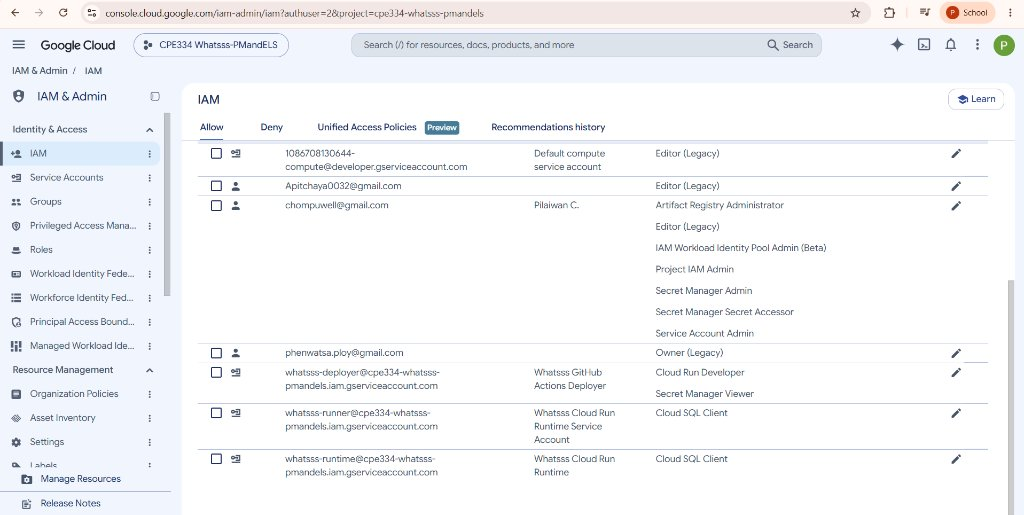 console.cloud.google.com/iam-admin/iam?authuser=2&project=cpe334-whatsss-pmandels
P School
Google Cloud
CPE334 Whatsss-PMandELS
Search (/) for resources, docs, products, and more
Search
P
IAM & Admin / IAM
IAM & Admin
Identity & Access
IAM
Service Accounts
Groups
Privileged Access Mana...
Roles
Workload Identity Fede...
Workforce Identity Fed...
Principal Access Bound...
Managed Workload Ide...
Resource Management
Organization Policies
Asset Inventory
Settings
Labels
Manage Resources
Release Notes
IAM
Learn
Allow Deny Unified Access Policies Preview Recommendations history
1086708130644-
compute@developer.gserviceaccount.com
Default compute
service account
Editor (Legacy)
Apitchaya0032@gmail.com
Editor (Legacy)
chompuwell@gmail.com
Pilaiwan C.
Artifact Registry Administrator
Editor (Legacy)
IAM Workload Identity Pool Admin (Beta)
Project IAM Admin
Secret Manager Admin
Secret Manager Secret Accessor
Service Account Admin
phenwatsa.ploy@gmail.com
Owner (Legacy)
whatsss-deployer@cpe334-whatsss-
pmandels.iam.gserviceaccount.com
Whatsss GitHub
Actions Deployer
Cloud Run Developer
Secret Manager Viewer
whatsss-runner@cpe334-whatsss-
pmandels.iam.gserviceaccount.com
Whatsss Cloud Run
Runtime Service
Account
Cloud SQL Client
whatsss-runtime@cpe334-whatsss-
pmandels.iam.gserviceaccount.com
Whatsss Cloud Run
Runtime
Cloud SQL Client